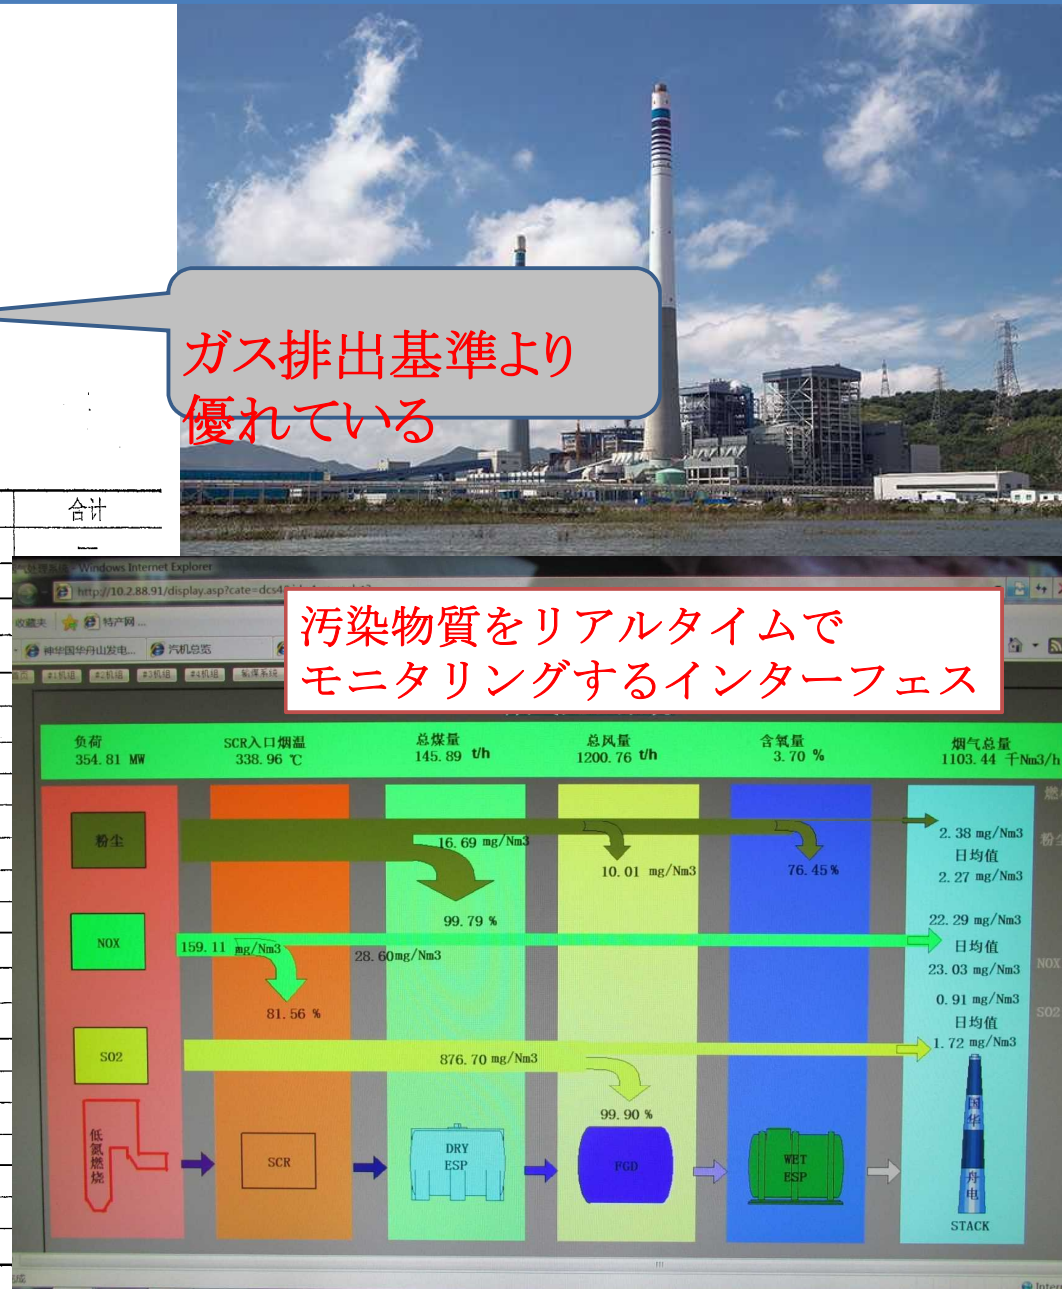 ガス排出基準より
優れている
合计
Windows Internet Explorer
http://10.2.88.91/display.asp?cate=dcs4
汚染物質をリアルタイムで
モニタリングするインターフェス
收藏夹 特产网...
神华国华舟山发电... 汽机总览
#1机组 #2机组 #3机组 #4机组 输煤系统
负荷 SCR入口烟温 总煤量 总风量 含氧量 烟气总量
354.81 MW 338.96 ℃ 145.89 t/h 1200.76 t/h 3.70 % 1103.44 千Nm3/h
粉尘 16.69 mg/Nm3 10.01 mg/Nm3 76.45% 2.38 mg/Nm3
日均值
2.27 mg/Nm3
99.79 %
22.29 mg/Nm3
NOX 159.11 mg/Nm3 28.60mg/Nm3 日均值
23.03 mg/Nm3 NOX
81.56 %
0.91 mg/Nm3 SO2
日均值
SO2 876.70 mg/Nm3 1.72 mg/Nm3
99.90 %
低氮燃烧 SCR DRY ESP FGD WET ESP 国华 舟电
STACK